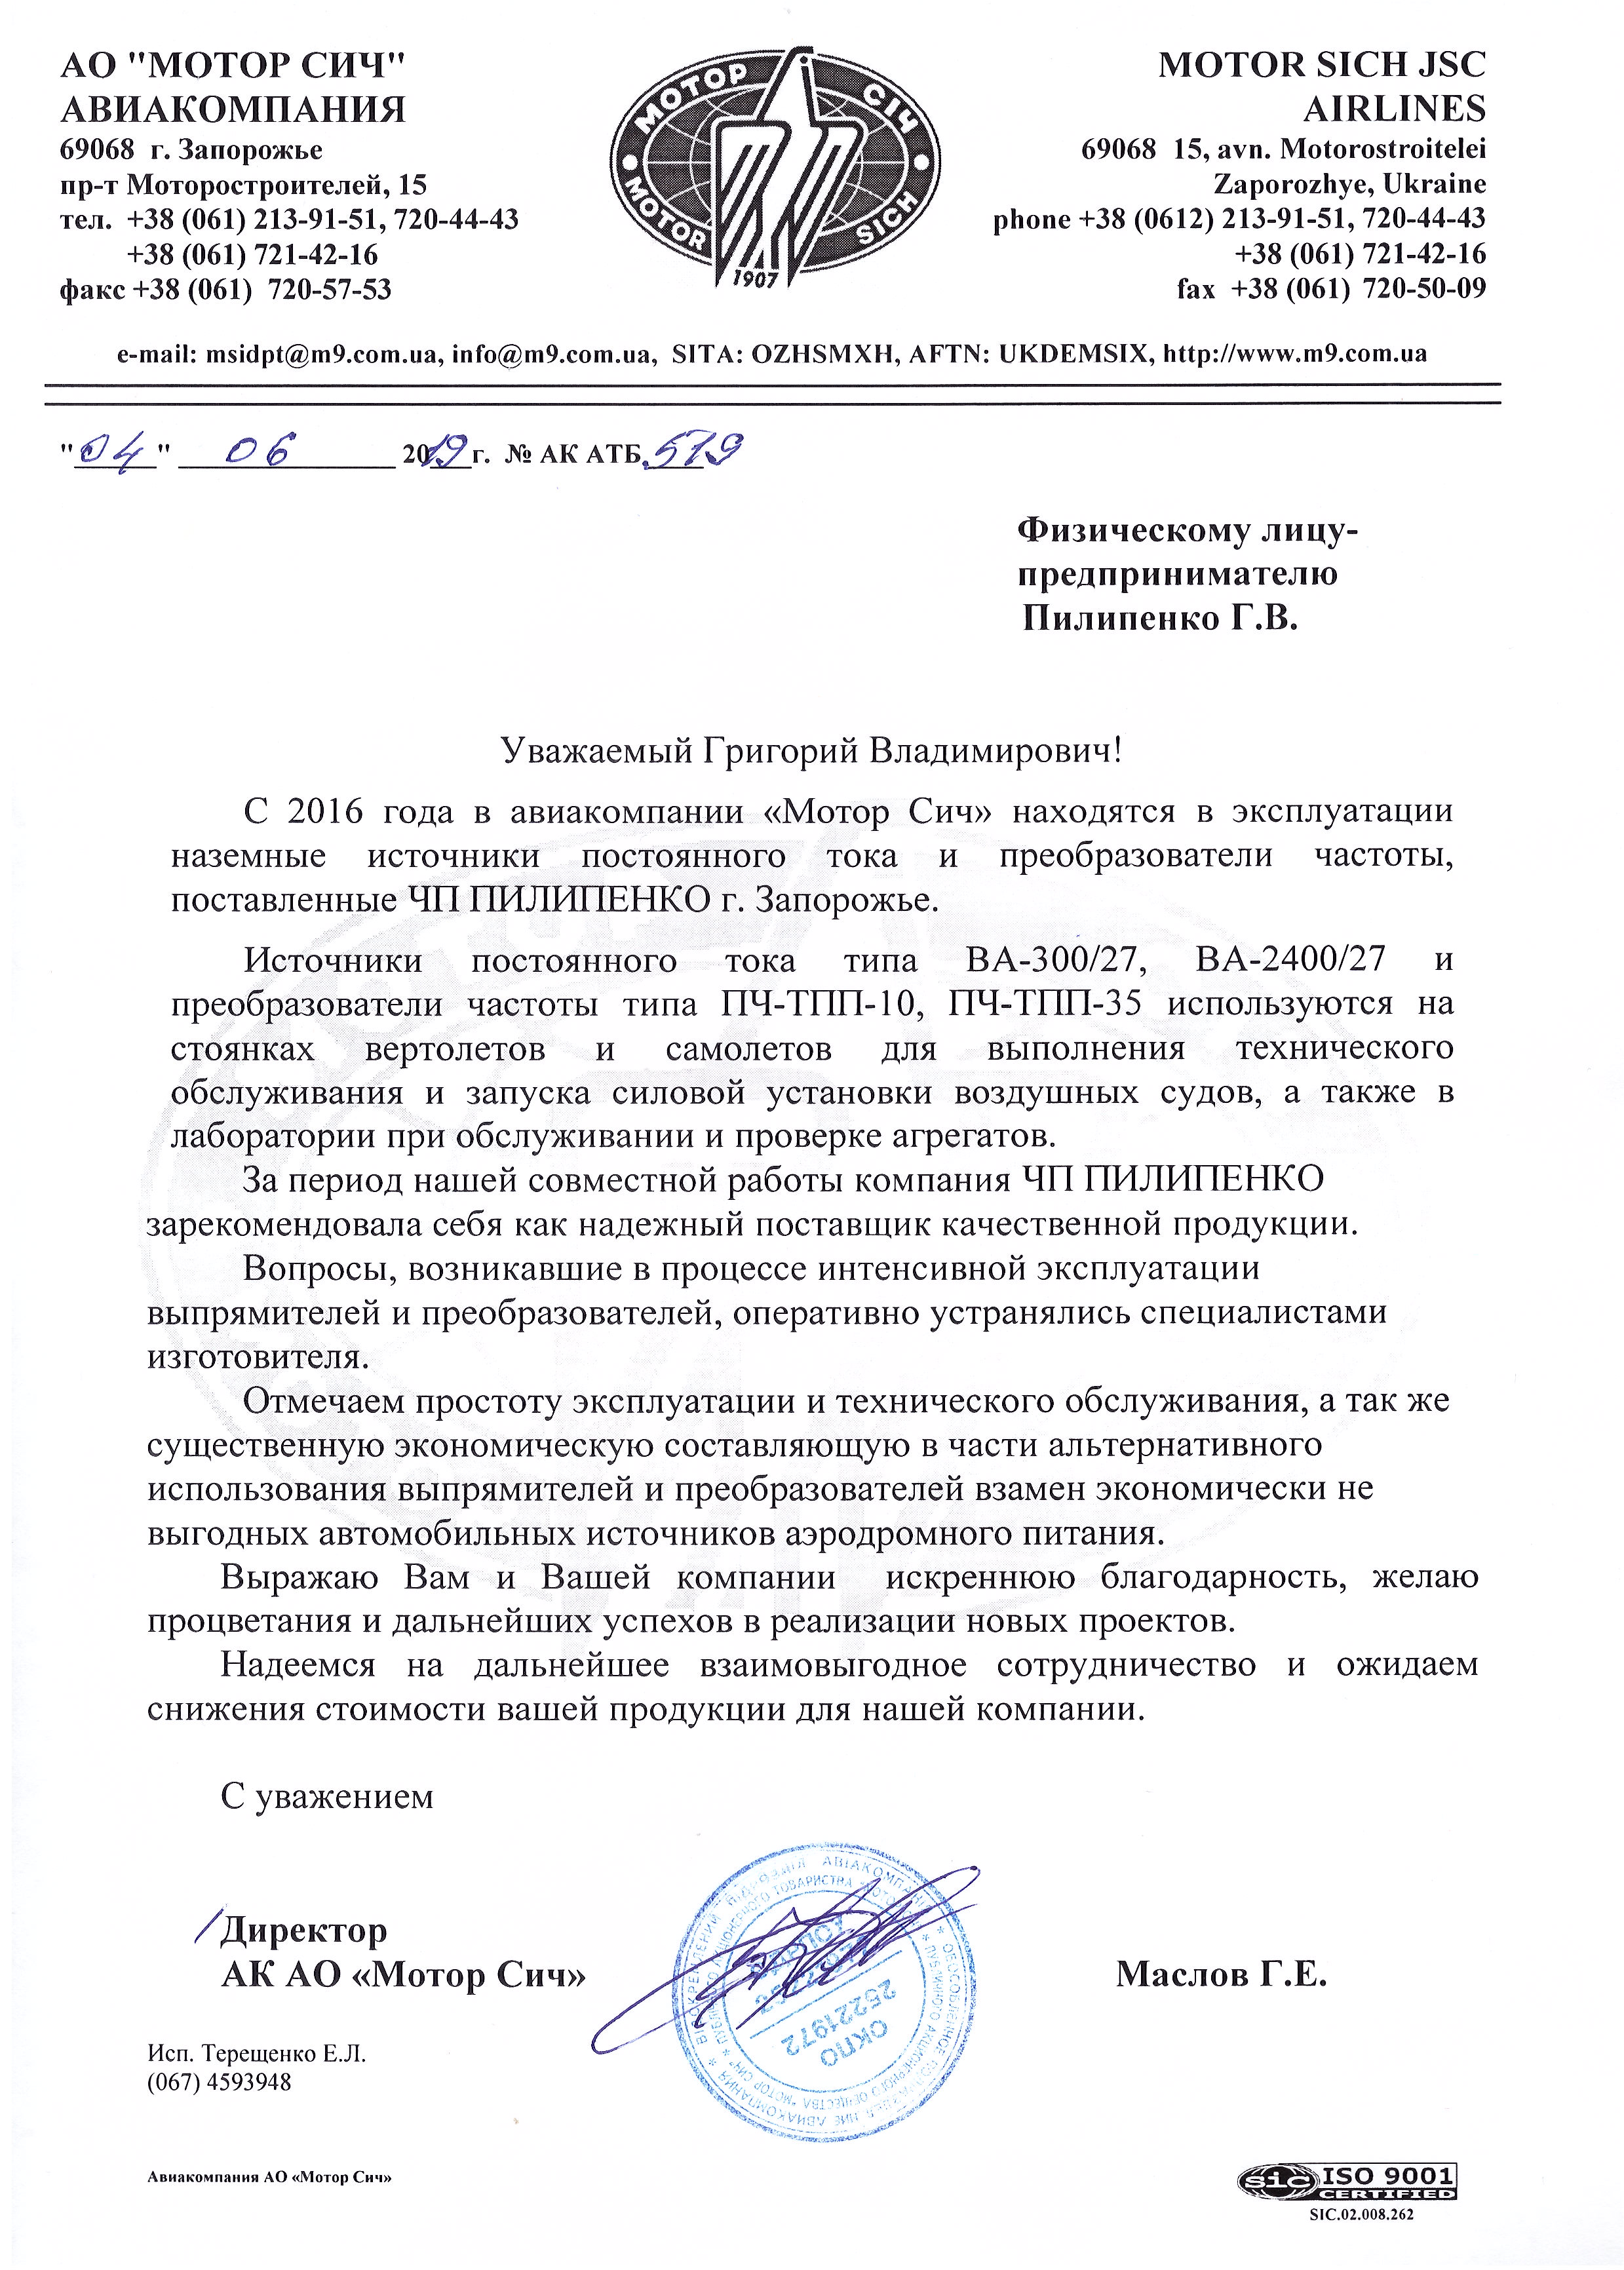 АО "МОТОР СИЧ"
АВИАКОМПАНИЯ
69068 г. Запорожье
пр-т Моторостроителей, 15
тел. +38 (061) 213-91-51, 720-44-43
+38 (061) 721-42-16
факс +38 (061) 720-57-53
МОТОР СІЧ
MOTOR SICH
1907
MOTOR SICH JSC
AIRLINES
69068 15, avn. Motorostroitelei
Zaporozhye, Ukraine
phone +38 (0612) 213-91-51, 720-44-43
+38 (061) 721-42-16
fax +38 (061) 720-50-09
e-mail: msidpt@m9.com.ua, info@m9.com.ua, SITA: OZHSMXH, AFTN: UKDEMSIX, http://www.m9.com.ua
"04" 06 2019г. № АК АТБ 579
Физическому лицу-
предпринимателю
Пилипенко Г.В.
Уважаемый Григорий Владимирович!
С 2016 года в авиакомпании «Мотор Сич» находятся в эксплуатации
наземные источники постоянного тока и преобразователи частоты,
поставленные ЧП ПИЛИПЕНКО г. Запорожье.
Источники постоянного тока типа ВА-300/27, ВА-2400/27 и
преобразователи частоты типа ПЧ-ТПП-10, ПЧ-ТПП-35 используются на
стоянках вертолетов и самолетов для выполнения технического
обслуживания и запуска силовой установки воздушных судов, а также в
лаборатории при обслуживании и проверке агрегатов.
За период нашей совместной работы компания ЧП ПИЛИПЕНКО
зарекомендовала себя как надежный поставщик качественной продукции.
Вопросы, возникавшие в процессе интенсивной эксплуатации
выпрямителей и преобразователей, оперативно устранялись специалистами
изготовителя.
Отмечаем простоту эксплуатации и технического обслуживания, а так же
существенную экономическую составляющую в части альтернативного
использования выпрямителей и преобразователей взамен экономически не
выгодных автомобильных источников аэродромного питания.
Выражаю Вам и Вашей компании искреннюю благодарность, желаю
процветания и дальнейших успехов в реализации новых проектов.
Надеемся на дальнейшее взаимовыгодное сотрудничество и ожидаем
снижения стоимости вашей продукции для нашей компании.
С уважением
Директор
АК АО «Мотор Сич»
Маслов Г.Е.
ОКПО
25221972
Исп. Терещенко Е.Л.
(067) 4593948
Авиакомпания АО «Мотор Сич»
SIC ISO 9001
CERTIFIED
SIC.02.008.262